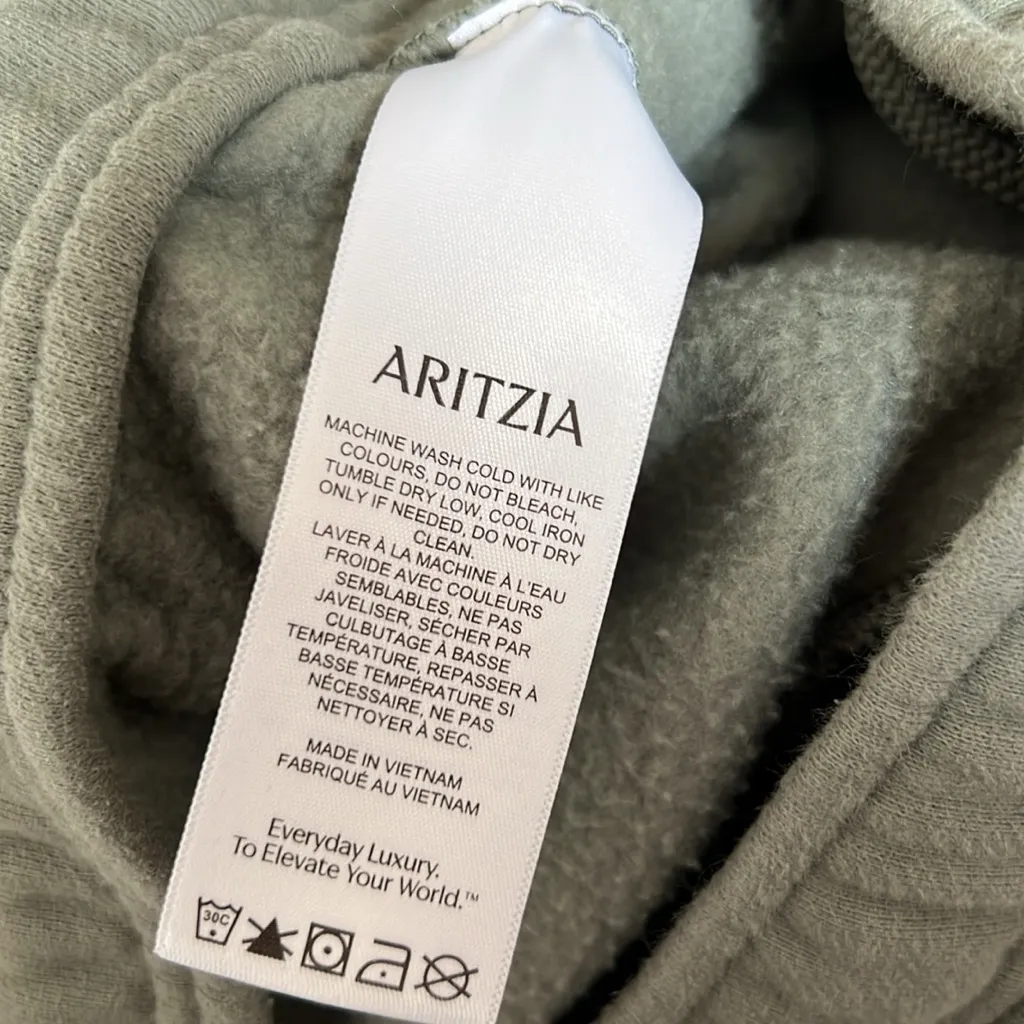 ARITZIA
MACHINE WASH COLD WITH LIKE
COLOURS, DO NOT BLEACH,
TUMBLE DRY LOW, COOL IRON
ONLY IF NEEDED, DO NOT DRY
CLEAN.
LAVER À LA MACHINE À L'EAU
FROIDE AVEC COULEURS
SEMBLABLES, NE PAS
JAVELISER, SÉCHER PAR
CULBUTAGE À BASSE
TEMPÉRATURE, REPASSER À
BASSE TEMPÉRATURE SI
NÉCESSAIRE, NE PAS
NETTOYER À SEC.
MADE IN VIETNAM
FABRIQUÉ AU VIETNAM
Everyday Luxury.
To Elevate Your World.™
30C